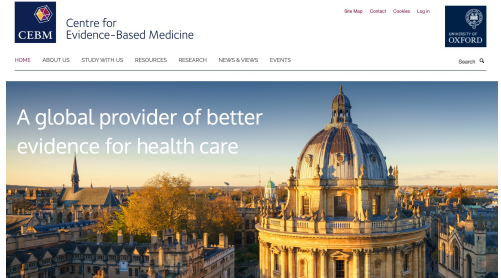 CEBM
Centre for
Evidence-Based Medicine
Site Map Contact Cookies Log in
UNIVERSITY OF
OXFORD
HOME ABOUT US STUDY WITH US RESOURCES RESEARCH NEWS & VIEWS EVENTS
Search
A global provider of better
evidence for health care